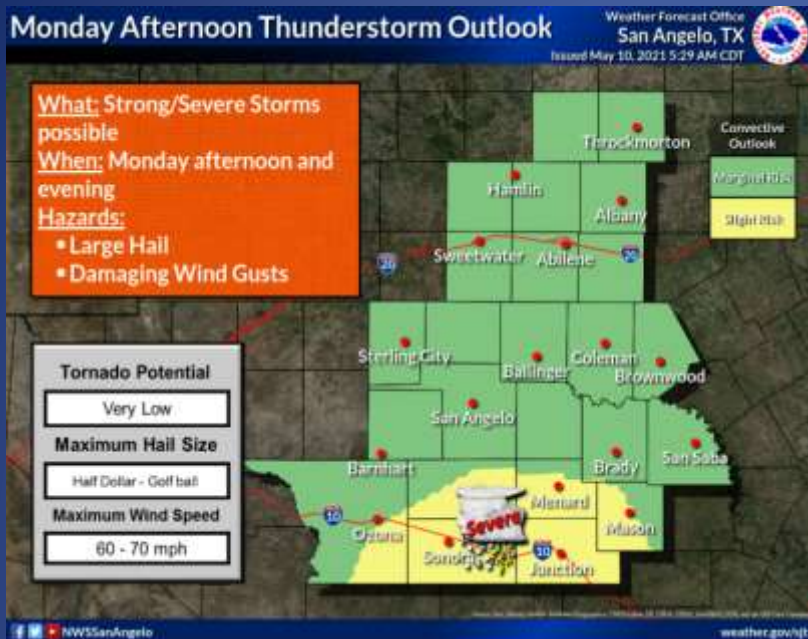 Monday Afternoon Thunderstorm Outlook
Weather Forecast Office
San Angelo, TX
Issued May 10, 2021 5:29 AM CDT
What: Strong/Severe Storms
possible
When: Monday afternoon and
evening
Hazards:
▪Large Hail
▪Damaging Wind Gusts
Convective
Outlook
Marginal Risk
Slight Risk
Throckmorton
Hamlin
Albany
20
Sweetwater
Abilene
20
Sterling City
Ballinger
Coleman
Brownwood
San Angelo
Barnhart
Brady
San Saba
Menard
Mason
10
Ozona
Severe
Sonora
10
Junction
Tornado Potential
Very Low
Maximum Hail Size
Half Dollar - Golf ball
Maximum Wind Speed
60 - 70 mph
NWSSanAngelo
weather.gov/sjt